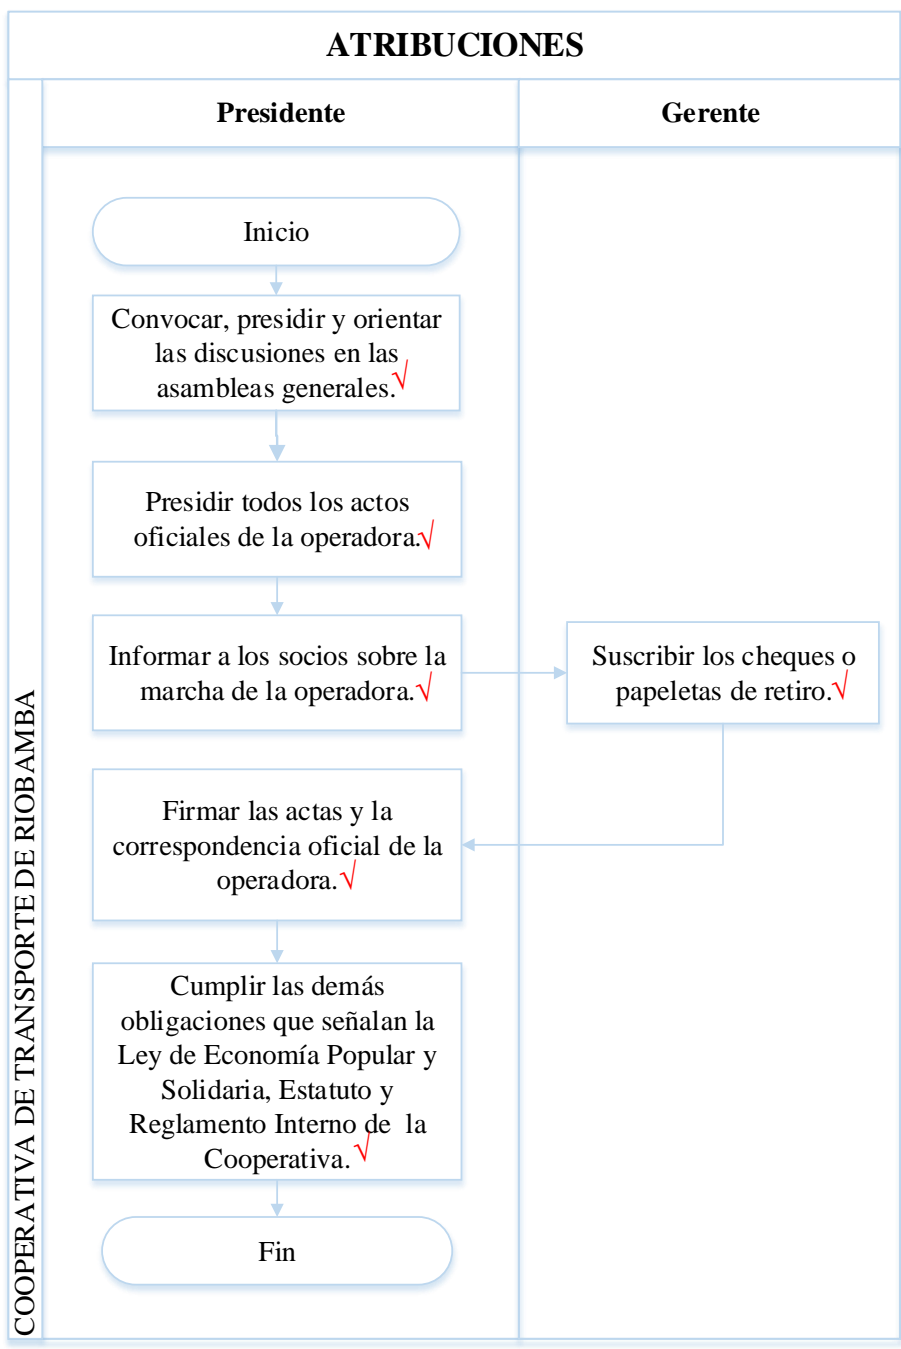 ATRIBUCIONES
Presidente
Gerente
COOPERATIVA DE TRANSPORTE DE RIOBAMBA
Inicio
Convocar, presidir y orientar
las discusiones en las
asambleas generales.√
Presidir todos los actos
oficiales de la operadora.√
Informar a los socios sobre la
marcha de la operadora.√
Suscribir los cheques o
papeletas de retiro.√
Firmar las actas y la
correspondencia oficial de la
operadora.√
Cumplir las demás
obligaciones que señalan la
Ley de Economía Popular y
Solidaria, Estatuto y
Reglamento Interno de la
Cooperativa. √
Fin